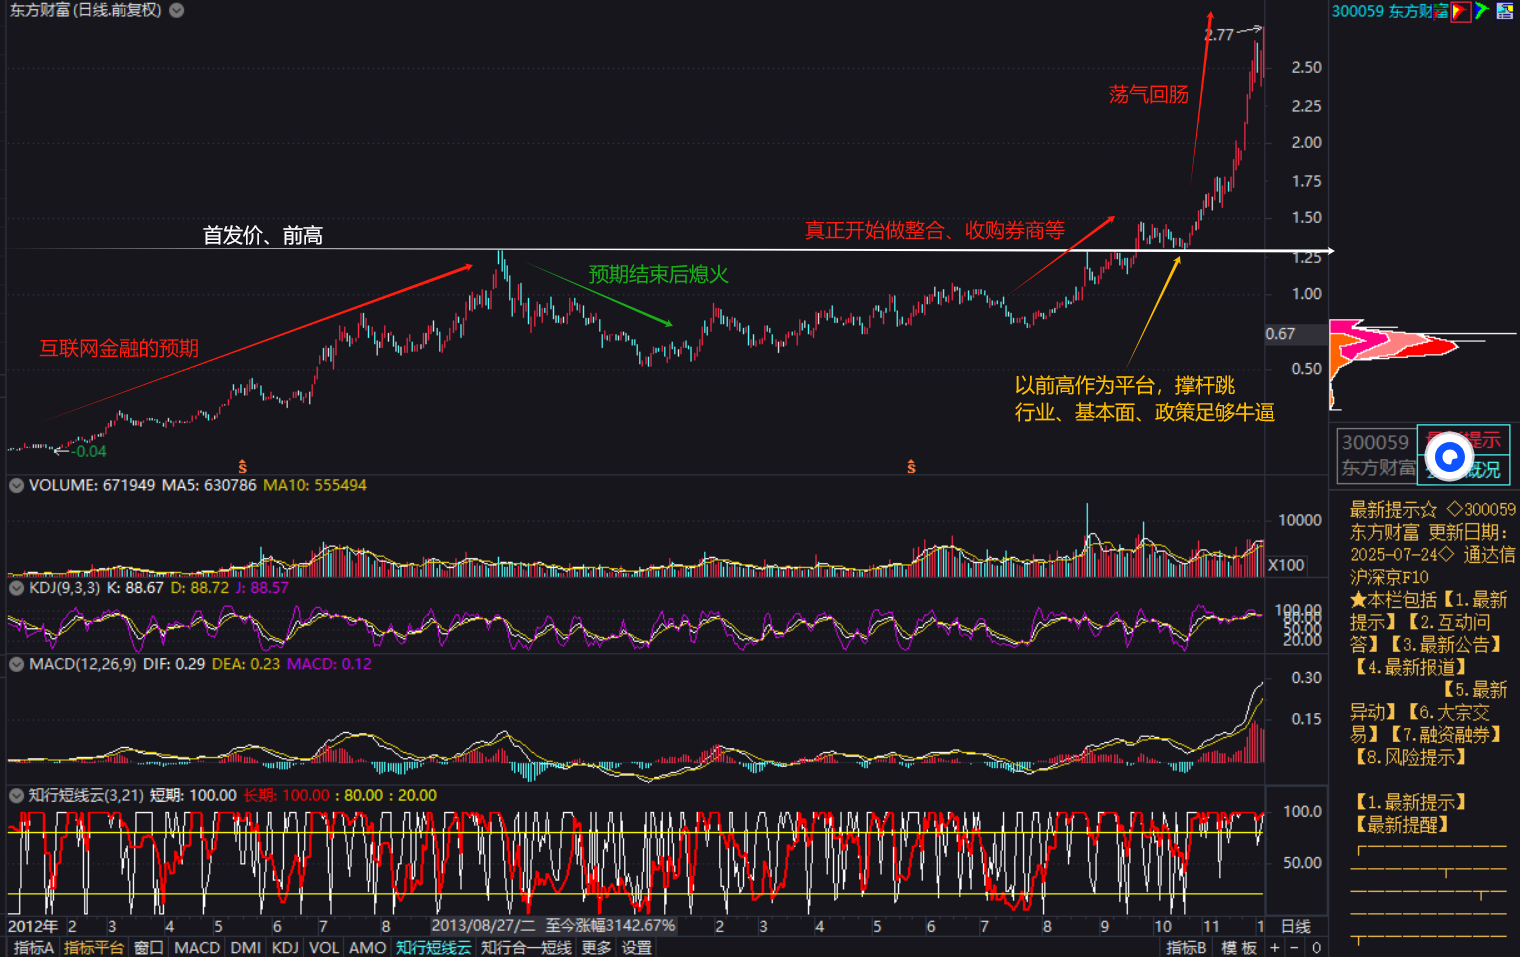 东方财富(日线.前复权)
300059 东方财富
2.77
2.50
荡气回肠
2.25
2.00
1.75
1.50
首发价、前高
真正开始做整合、收购券商等
1.25
预期结束后熄火
1.00
0.67
互联网金融的预期
0.50
以前高作为平台，撑杆跳
行业、基本面、政策足够牛逼
-0.04
S
S
300059
东方财富
提示
概况
VOLUME: 671949 MA5: 630786 MA10: 555494
10000
X100
最新提示☆ ◇300059
东方财富 更新日期:
2025-07-24◇ 通达信
沪深京F10
★本栏包括【1.最新
提示】【2.互动问
答】【3.最新公告】
【4.最新报道】
【5.最新
异动】【6.大宗交
易】【7.融资融券】
【8.风险提示】
【1.最新提示】
【最新提醒】
KDJ(9,3,3) K: 88.67 D: 88.72 J: 88.57
100.00
80.00
50.00
20.00
MACD(12,26,9) DIF: 0.29 DEA: 0.23 MACD: 0.12
0.30
0.15
知行短线云(3,21) 短期: 100.00 长期: 100.00 : 80.00 : 20.00
100.0
50.00
2012年 2 3 4 5 6 7 8 2013/08/27/二 至今涨幅3142.67% 2 3 4 5 6 7 8 9 10 11 1 日线
指标A 指标平台 窗口 MACD DMI KDJ VOL AMO 知行短线云 知行合一短线 更多 设置 指标B 模板 + - 0